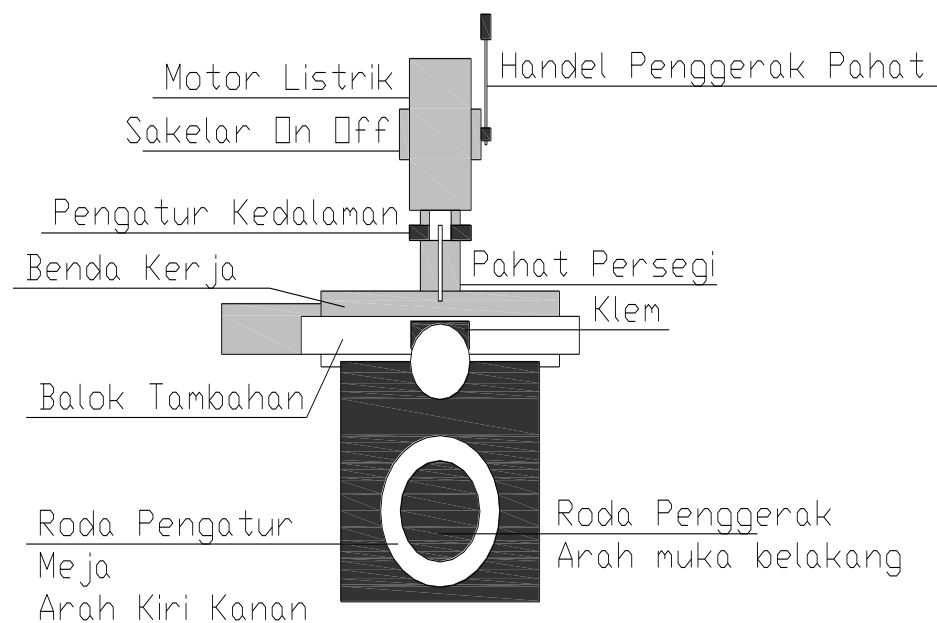 Handel Penggerak Pahat
Motor Listrik
Sakelar On Off
Pengatur Kedalaman
Pahat Persegi
Benda Kerja
Klem
Balok Tambahan
Roda Pengatur
Meja
Arah Kiri Kanan
Roda Penggerak
Arah muka belakang